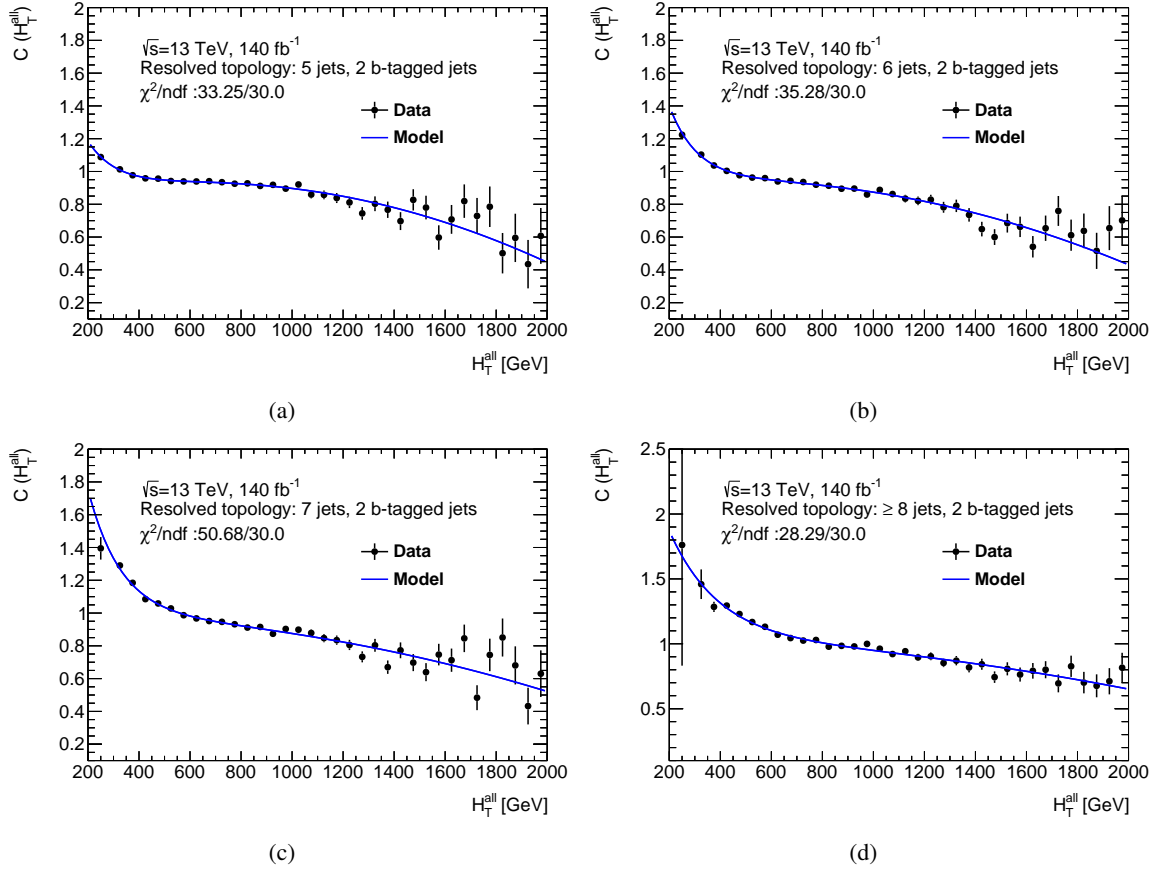 C (H_T^all)
2
1.8
1.6
1.4
1.2
1
0.8
0.6
0.4
0.2
√s=13 TeV, 140 fb⁻¹
Resolved topology: 5 jets, 2 b-tagged jets
χ²/ndf :33.25/30.0
Data
Model
200 400 600 800 1000 1200 1400 1600 1800 2000
H_T^all [GeV]
(a)
C (H_T^all)
2
1.8
1.6
1.4
1.2
1
0.8
0.6
0.4
0.2
√s=13 TeV, 140 fb⁻¹
Resolved topology: 6 jets, 2 b-tagged jets
χ²/ndf :35.28/30.0
Data
Model
200 400 600 800 1000 1200 1400 1600 1800 2000
H_T^all [GeV]
(b)
C (H_T^all)
2
1.8
1.6
1.4
1.2
1
0.8
0.6
0.4
0.2
√s=13 TeV, 140 fb⁻¹
Resolved topology: 7 jets, 2 b-tagged jets
χ²/ndf :50.68/30.0
Data
Model
200 400 600 800 1000 1200 1400 1600 1800 2000
H_T^all [GeV]
(c)
C (H_T^all)
2.5
2
1.5
1
0.5
√s=13 TeV, 140 fb⁻¹
Resolved topology: ≥ 8 jets, 2 b-tagged jets
χ²/ndf :28.29/30.0
Data
Model
200 400 600 800 1000 1200 1400 1600 1800 2000
H_T^all [GeV]
(d)